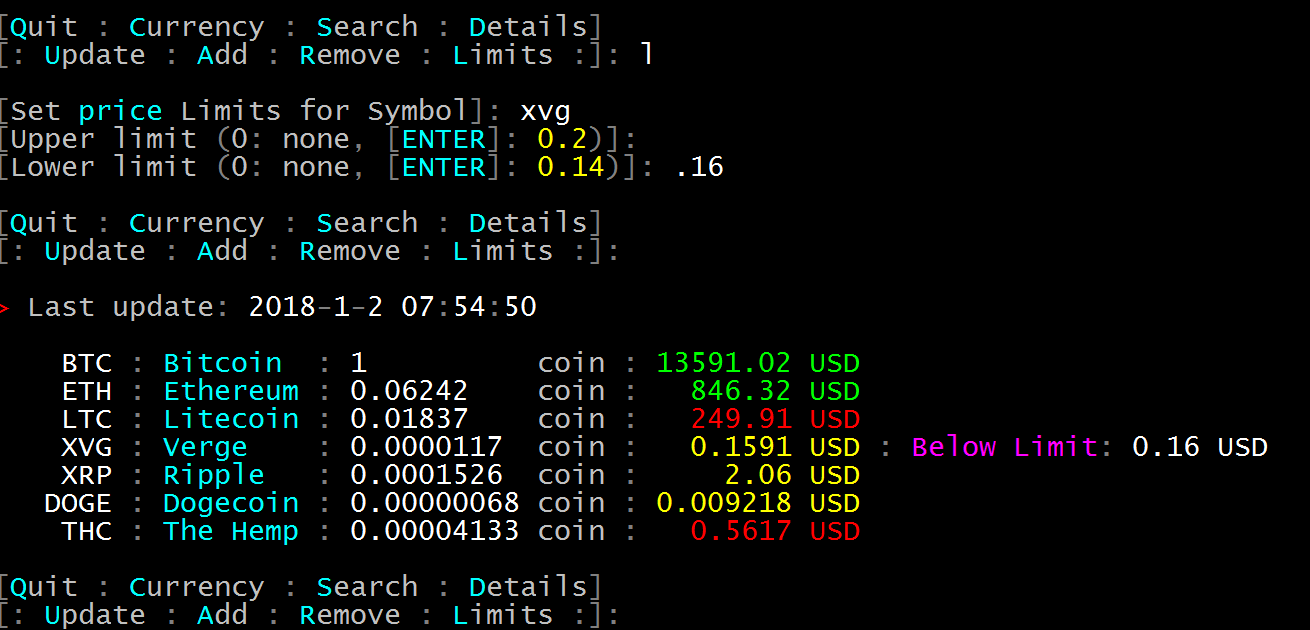 [Quit : Currency : Search : Details]
[: Update : Add : Remove : Limits :]: l
[Set price Limits for Symbol]: xvg
[Upper limit (0: none, [ENTER]: 0.2)]:
[Lower limit (0: none, [ENTER]: 0.14)]: .16
[Quit : Currency : Search : Details]
[: Update : Add : Remove : Limits :]:
> Last update: 2018-1-2 07:54:50
BTC : Bitcoin : 1 coin : 13591.02 USD
ETH : Ethereum : 0.06242 coin : 846.32 USD
LTC : Litecoin : 0.01837 coin : 249.91 USD
XVG : Verge : 0.0000117 coin : 0.1591 USD : Below Limit: 0.16 USD
XRP : Ripple : 0.0001526 coin : 2.06 USD
DOGE : Dogecoin : 0.00000068 coin : 0.009218 USD
THC : The Hemp : 0.00004133 coin : 0.5617 USD
[Quit : Currency : Search : Details]
[: Update : Add : Remove : Limits :]: